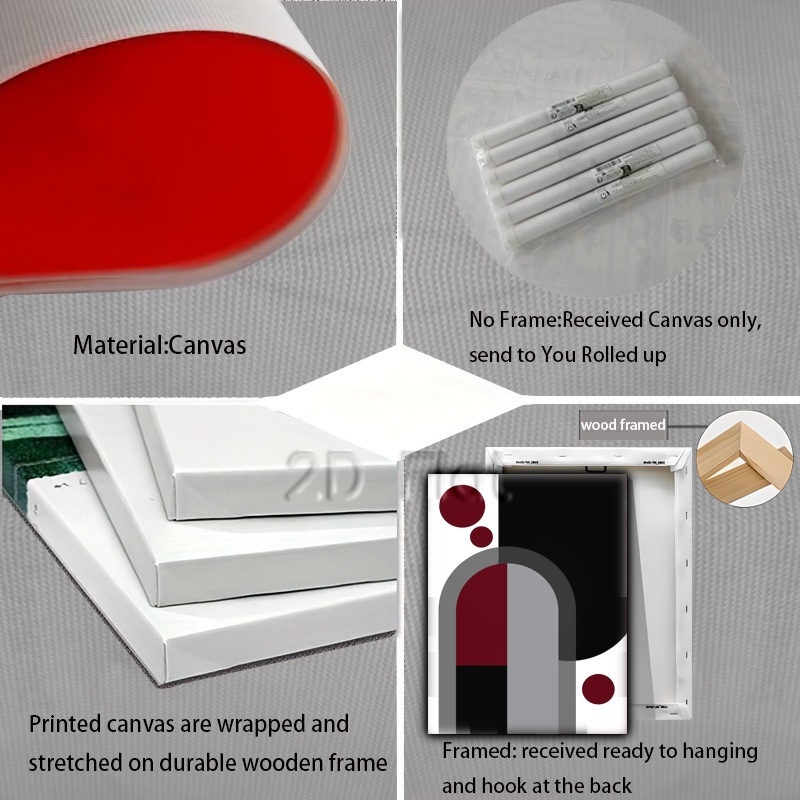 Material:Canvas
No Frame:Received Canvas only,
send to You Rolled up
wood framed
2D
Printed canvas are wrapped and
stretched on durable wooden frame
Framed: received ready to hanging
and hook at the back